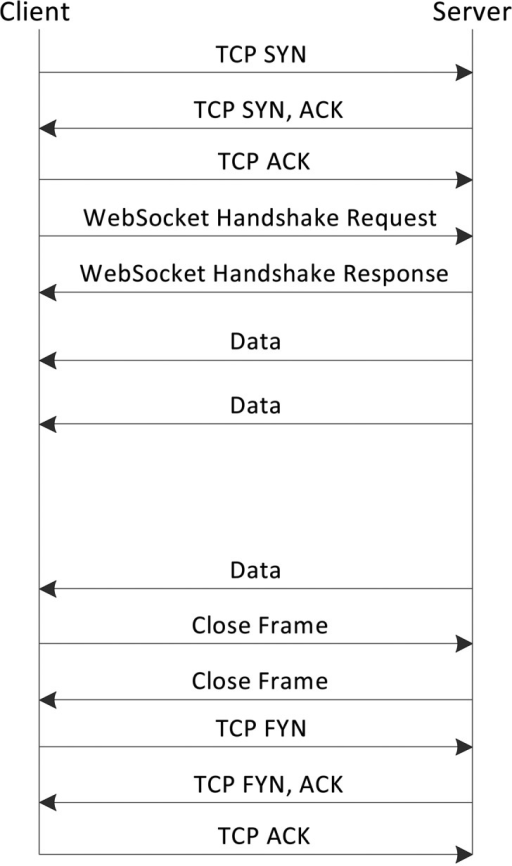 Client Server
TCP SYN
TCP SYN, ACK
TCP ACK
WebSocket Handshake Request
WebSocket Handshake Response
Data
Data
Data
Close Frame
Close Frame
TCP FYN
TCP FYN, ACK
TCP ACK